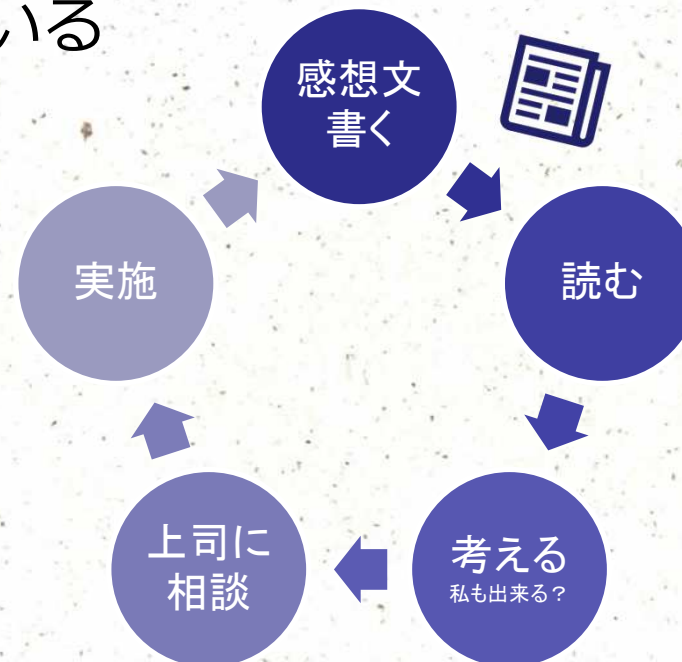 いる
感想文
書く
読む
考える
私も出来る？
上司に
相談
実施